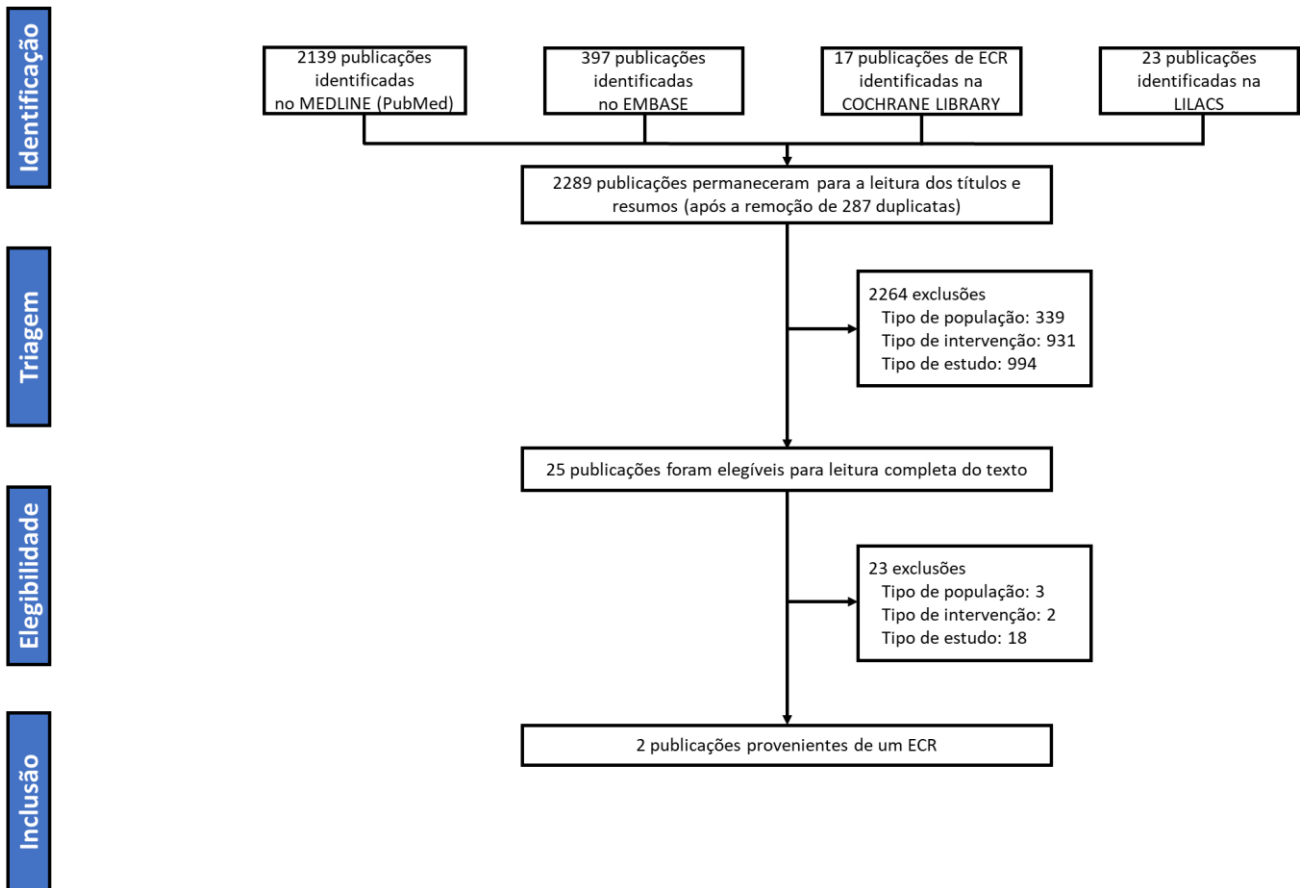 Identificação
2139 publicações
identificadas
no MEDLINE (PubMed)
397 publicações
identificadas
no EMBASE
17 publicações de ECR
identificadas na
COCHRANE LIBRARY
23 publicações
identificadas na
LILACS
2289 publicações permaneceram para a leitura dos títulos e
resumos (após a remoção de 287 duplicatas)
Triagem
2264 exclusões
Tipo de população: 339
Tipo de intervenção: 931
Tipo de estudo: 994
25 publicações foram elegíveis para leitura completa do texto
Elegibilidade
23 exclusões
Tipo de população: 3
Tipo de intervenção: 2
Tipo de estudo: 18
Inclusão
2 publicações provenientes de um ECR